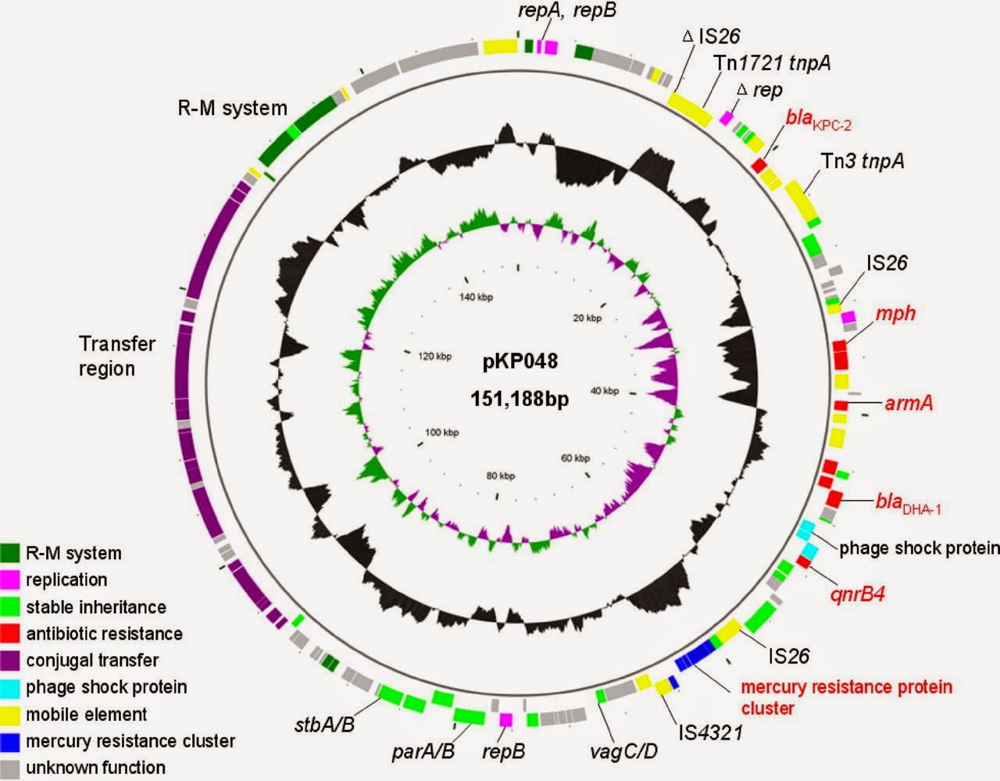 repA, repB
Δ IS26
Tn1721 tnpA
Δ rep
R-M system
blaKPC-2
Tn3 tnpA
IS26
mph
140 kbp
20 kbp
Transfer
region
120 kbp
pKP048
40 kbp
151,188bp
armA
100 kbp
60 kbp
80 kbp
blaDHA-1
phage shock protein
qnrB4
R-M system
replication
stable inheritance
antibiotic resistance
conjugal transfer
phage shock protein
mobile element
mercury resistance cluster
unknown function
IS26
mercury resistance protein
cluster
stbA/B
parA/B
repB
vagC/D
IS4321